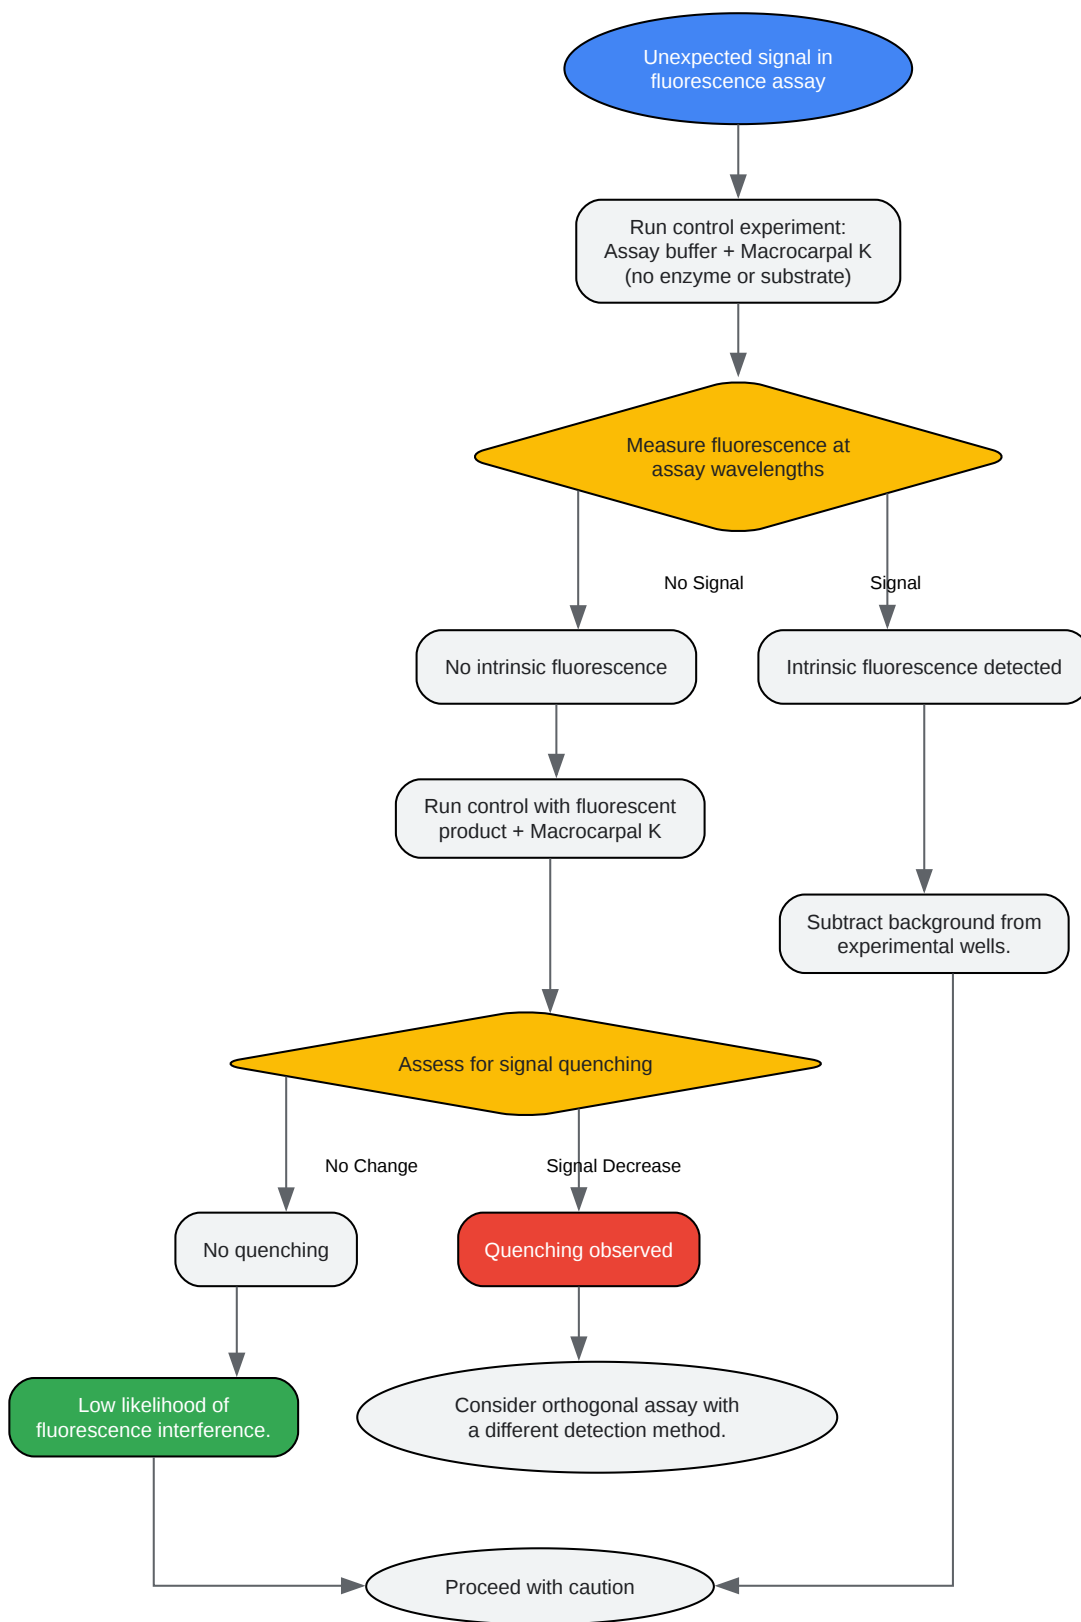 Unexpected signal in
fluorescence assay
Run control experiment:
Assay buffer + Macrocarpal K
(no enzyme or substrate)
Measure fluorescence at
assay wavelengths
No Signal
Signal
No intrinsic fluorescence
Intrinsic fluorescence detected
Run control with fluorescent
product + Macrocarpal K
Subtract background from
experimental wells.
Assess for signal quenching
No Change
Signal Decrease
No quenching
Quenching observed
Low likelihood of
fluorescence interference.
Consider orthogonal assay with
a different detection method.
Proceed with caution